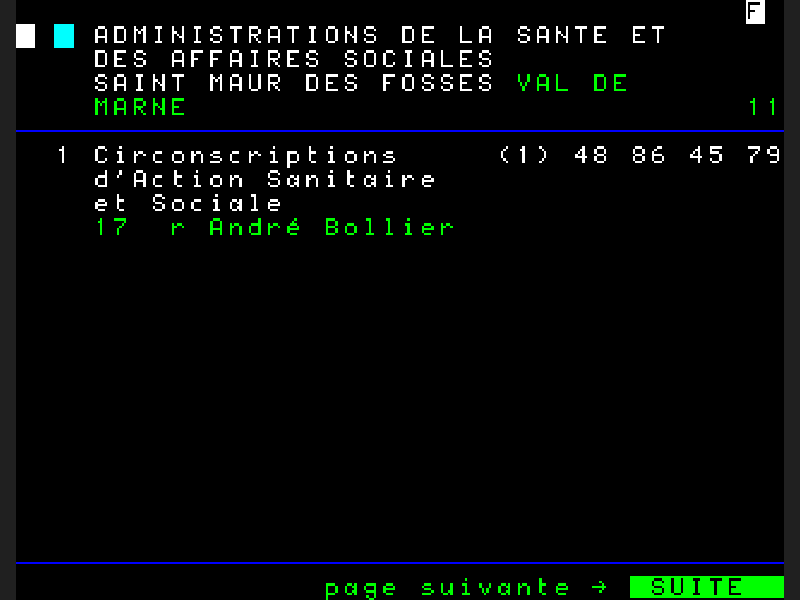 F
ADMINISTRATIONS DE LA SANTE ET
DES AFFAIRES SOCIALES
SAINT MAUR DES FOSSES VAL DE
MARNE 11
1 Circonscriptions (1) 48 86 45 79
d'Action Sanitaire
et Sociale
17 r André Bollier
page suivante → SUITE